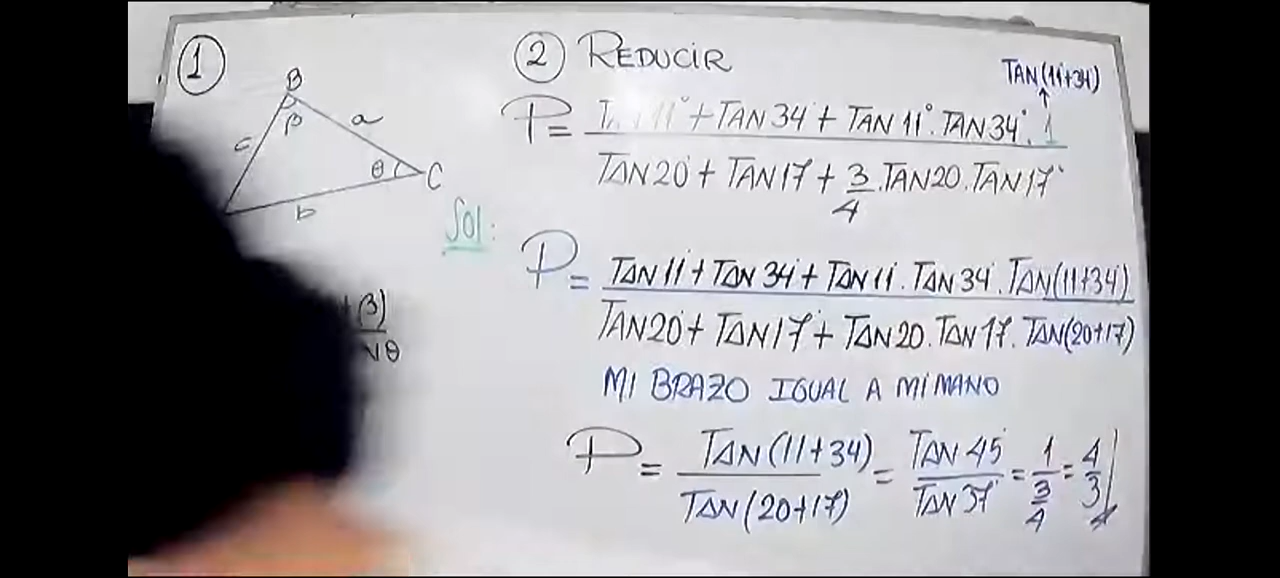 ①
B
β
a
c
θ
C
b
β)
θ
② REDUCIR
TAN(11+34)
P = (TAN 11° + TAN 34 + TAN 11°. TAN 34°. 1) / (TAN 20 + TAN 17 + 3/4 . TAN 20 . TAN 17°)
Sol:
P = (TAN 11 + TAN 34 + TAN 11 . TAN 34 . TAN(11+34)) / (TAN 20 + TAN 17 + TAN 20 . TAN 17 . TAN(20+17))
MI BRAZO IGUAL A MI MANO
P = TAN(11+34) / TAN(20+17) = TAN 45 / TAN 37 = 1 / (3/4) = 4/3